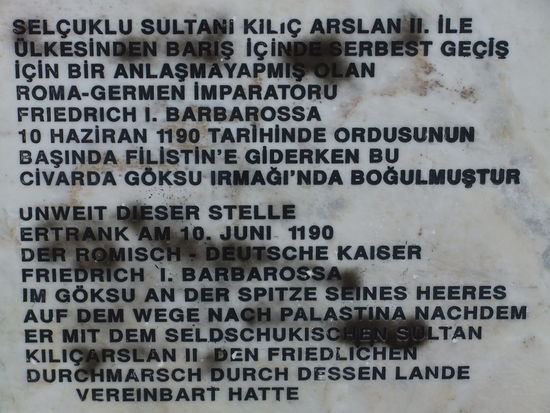 SELÇUKLU SULTANI KILIÇ ARSLAN II. İLE
ÜLKESİNDEN BARIŞ İÇİNDE SERBEST GEÇİŞ
İÇİN BİR ANLAŞMAYAPMIŞ OLAN
ROMA-GERMEN İMPARATORU
FRIEDRICH I. BARBAROSSA
10 HAZİRAN 1190 TARİHİNDE ORDUSUNUN
BAŞINDA FİLİSTİN'E GİDERKEN BU
CİVARDA GÖKSU IRMAĞI'NDA BOĞULMUŞTUR
UNWEIT DIESER STELLE
ERTRANK AM 10. JUNI 1190
DER RÖMISCH - DEUTSCHE KAISER
FRIEDRICH I. BARBAROSSA
IM GÖKSU AN DER SPITZE SEINES HEERES
AUF DEM WEGE NACH PALÄSTINA NACHDEM
ER MIT DEM SELDSCHUKISCHEN SULTAN
KILIÇARSLAN II. DEN FRIEDLICHEN
DURCHMARSCH DURCH DESSEN LANDE
VEREINBART HATTE